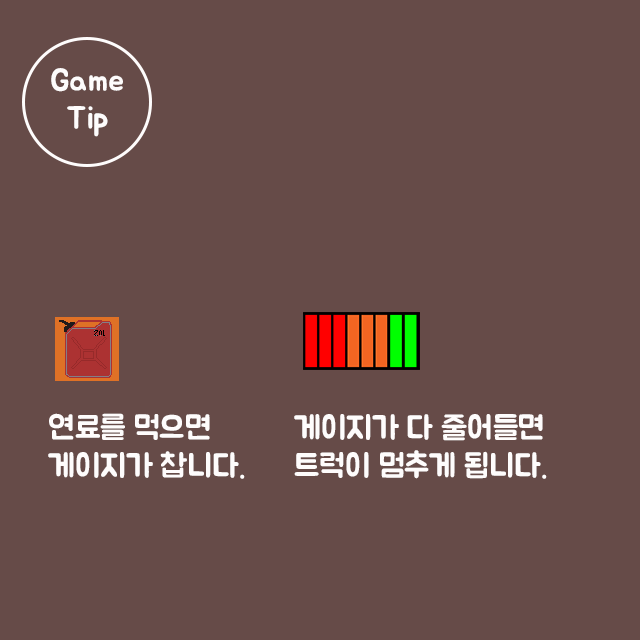 Game
Tip
연료를 먹으면
게이지가 찹니다.
게이지가 다 줄어들면
트럭이 멈추게 됩니다.